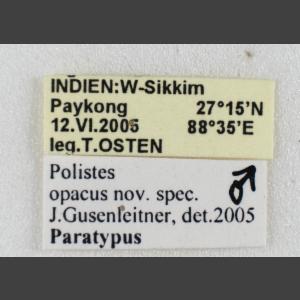 INDIEN:W-Sikkim
Paykong 27°15'N
12.VI.2005 88°35'E
leg.T.OSTEN
Polistes ♂
opacus nov. spec.
J.Gusenleitner, det.2005
Paratypus